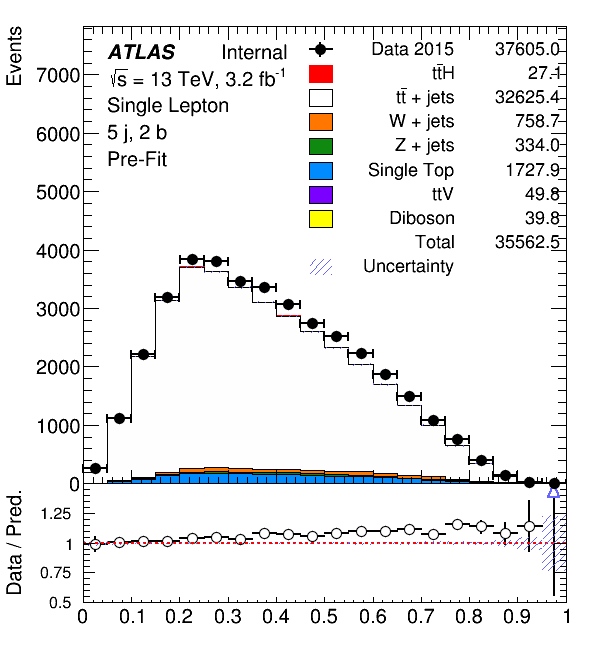 ATLAS Internal
√s = 13 TeV, 3.2 fb⁻¹
Single Lepton
5 j, 2 b
Pre-Fit
Data 2015 37605.0
tt̄H 27.1
tt̄ + jets 32625.4
W + jets 758.7
Z + jets 334.0
Single Top 1727.9
ttV 49.8
Diboson 39.8
Total 35562.5
Uncertainty
Events
7000
6000
5000
4000
3000
2000
1000
0
Data / Pred.
1.25
1
0.75
0.5
0 0.1 0.2 0.3 0.4 0.5 0.6 0.7 0.8 0.9 1